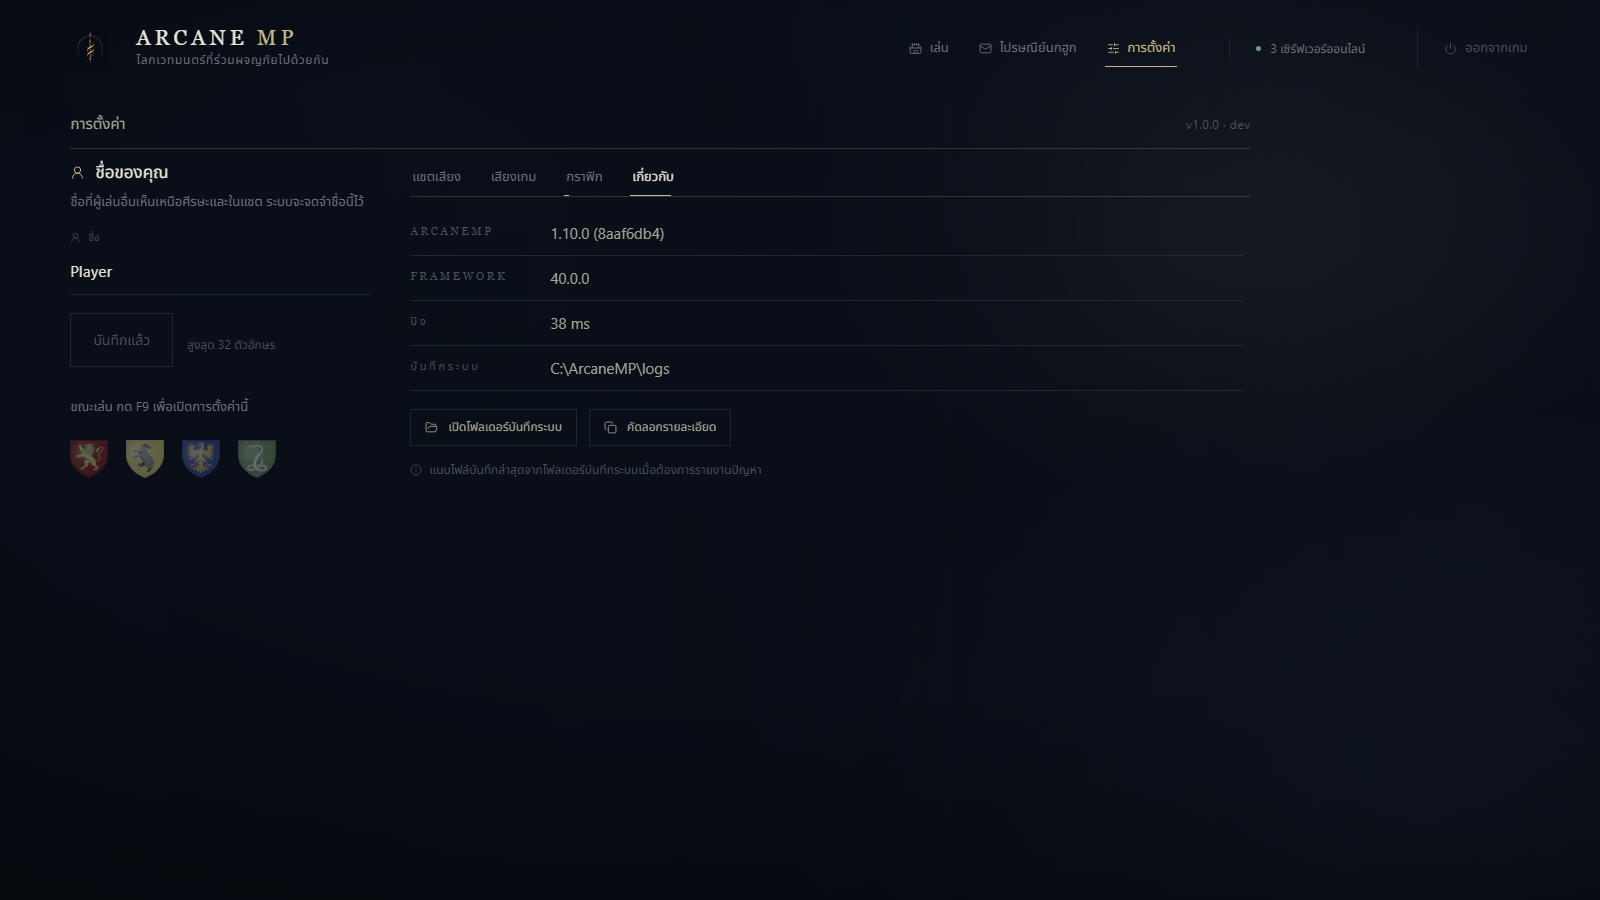 ARCANE MP
โลกเวทมนตร์ที่ร่วมผจญภัยไปด้วยกัน
เล่น
ไปรษณีย์นกฮูก
การตั้งค่า
3 เซิร์ฟเวอร์ออนไลน์
ออกจากเกม
การตั้งค่า
v1.0.0 · dev
ชื่อของคุณ
ชื่อที่ผู้เล่นอื่นเห็นเหนือศีรษะและในแชต ระบบจะจดจำชื่อนี้ไว้
ชื่อ
Player
บันทึกแล้ว
สูงสุด 32 ตัวอักษร
ขณะเล่น กด F9 เพื่อเปิดการตั้งค่านี้
แชตเสียง
เสียงเกม
กราฟิก
เกี่ยวกับ
ARCANEMP
1.10.0 (8aaf6db4)
FRAMEWORK
40.0.0
ปิง
38 ms
บันทึกระบบ
C:\ArcaneMP\logs
เปิดโฟลเดอร์บันทึกระบบ
คัดลอกรายละเอียด
แนบไฟล์บันทึกล่าสุดจากโฟลเดอร์บันทึกระบบเมื่อต้องการรายงานปัญหา